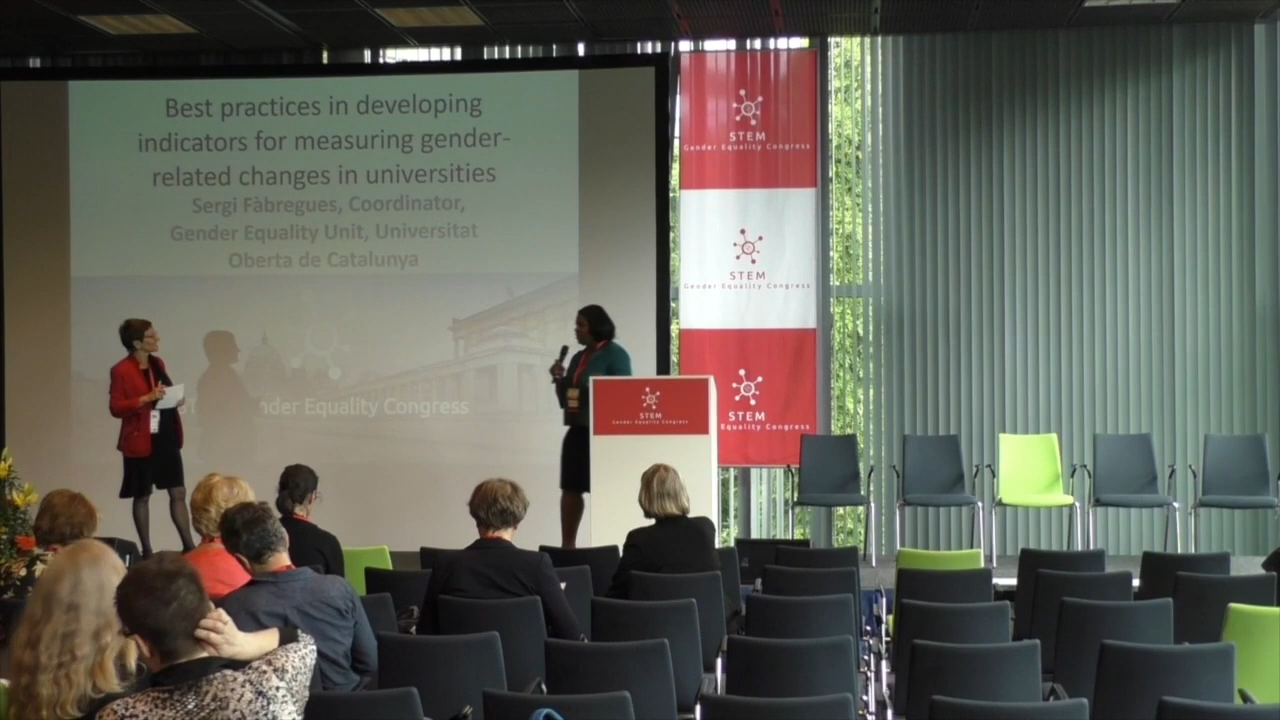 Best practices in developing
indicators for measuring gender-
related changes in universities
Sergi Fàbregues, Coordinator,
Gender Equality Unit, Universitat
Oberta de Catalunya
nder Equality Congress
STEM
Gender Equality Congress
STEM
Gender Equality Congress
STEM
Equality Congress
STEM
Gender Equality Congress